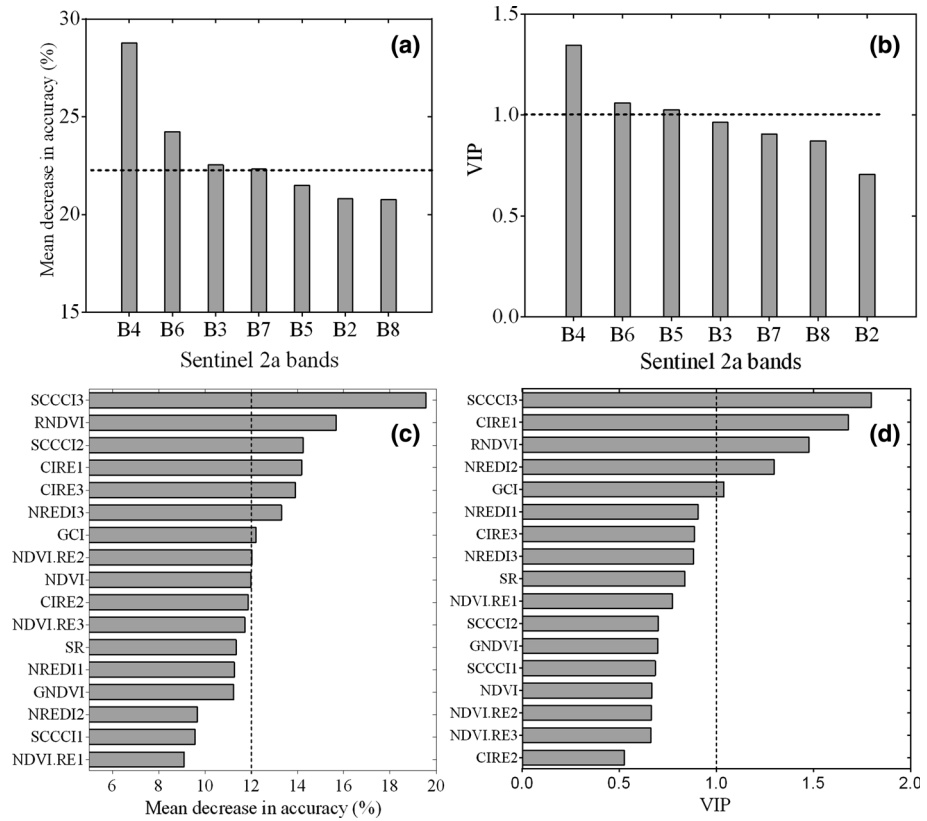 (a)
Mean decrease in accuracy (%)
30
25
20
15
B4 B6 B3 B7 B5 B2 B8
Sentinel 2a bands
(b)
VIP
1.5
1.0
0.5
0.0
B4 B6 B5 B3 B7 B8 B2
Sentinel 2a bands
(c)
SCCCI3
RNDVI
SCCCI2
CIRE1
CIRE3
NREDI3
GCI
NDVI.RE2
NDVI
CIRE2
NDVI.RE3
SR
NREDI1
GNDVI
NREDI2
SCCCI1
NDVI.RE1
6 8 10 12 14 16 18 20
Mean decrease in accuracy (%)
(d)
SCCCI3
CIRE1
RNDVI
NREDI2
GCI
NREDI1
CIRE3
NREDI3
SR
NDVI.RE1
SCCCI2
GNDVI
SCCCI1
NDVI
NDVI.RE2
NDVI.RE3
CIRE2
0.0 0.5 1.0 1.5 2.0
VIP